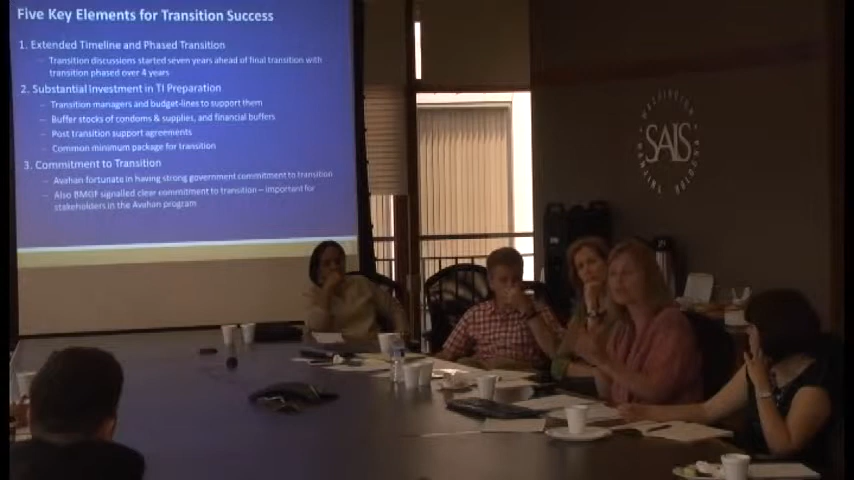 Five Key Elements for Transition Success
1. Extended Timeline and Phased Transition
– Transition discussions started seven years ahead of final transition with
transition phased over 4 years
2. Substantial Investment in TI Preparation
– Transition managers and budget-lines to support them
– Buffer stocks of condoms & supplies, and financial buffers
– Post transition support agreements
– Common minimum package for transition
3. Commitment to Transition
– Avahan fortunate in having strong government commitment to transition
– Also BMGF signalled clear commitment to transition – important for
stakeholders in the Avahan program
WASHINGTON
SAIS
BOLOGNA
NANJING